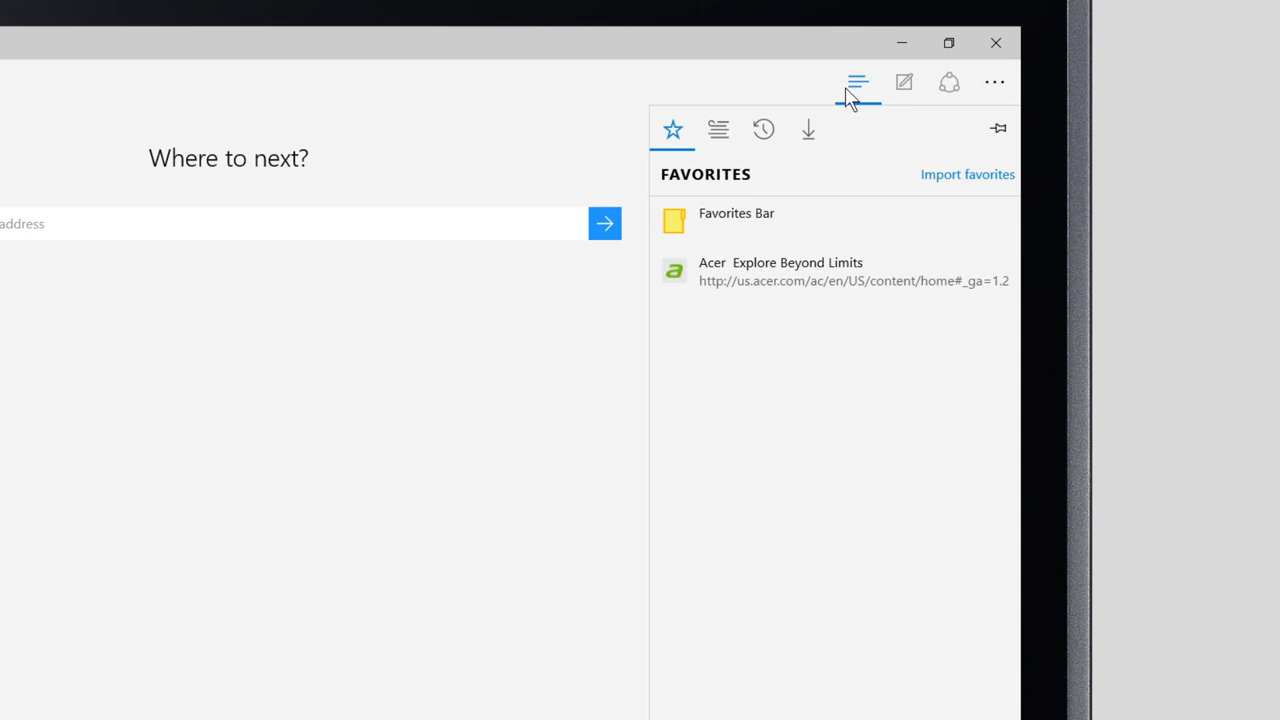 Where to next?
address
FAVORITES
Import favorites
Favorites Bar
a
Acer  Explore Beyond Limits
http://us.acer.com/ac/en/US/content/home#_ga=1.2